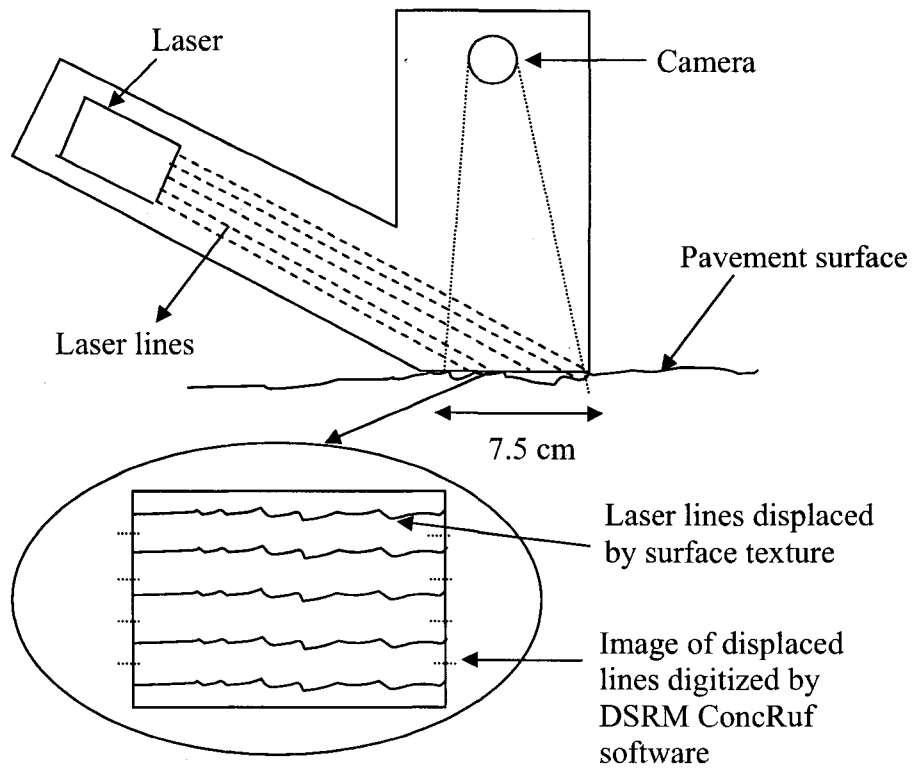 Laser
Camera
Pavement surface
Laser lines
7.5 cm
Laser lines displaced
by surface texture
Image of displaced
lines digitized by
DSRM ConcRuf
software